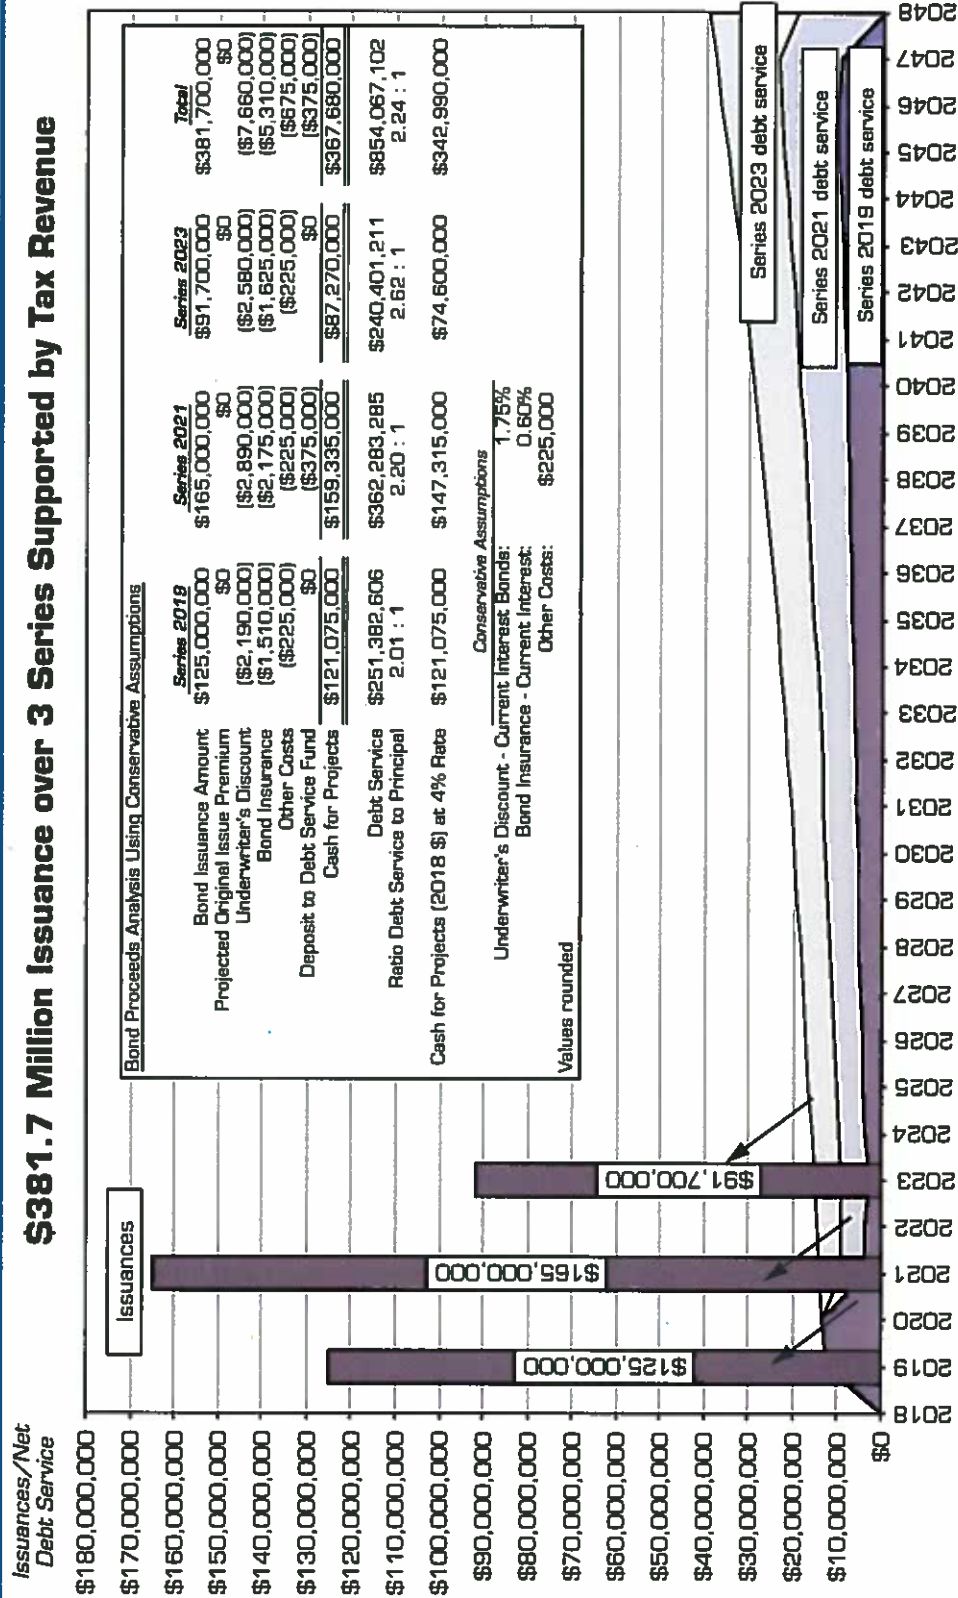 $381.7 Million Issuance over 3 Series Supported by Tax Revenue
Issuances/Net
Debt Service
$180,000,000
$170,000,000
$160,000,000
$150,000,000
$140,000,000
$130,000,000
$120,000,000
$110,000,000
$100,000,000
$90,000,000
$80,000,000
$70,000,000
$60,000,000
$50,000,000
$40,000,000
$30,000,000
$20,000,000
$10,000,000
$0
Issuances
Bond Proceeds Analysis Using Conservative Assumptions
Series 2019 Series 2021 Series 2023 Total
Bond Issuance Amount $125,000,000 $165,000,000 $91,700,000 $381,700,000
Projected Original Issue Premium $0 $0 $0 $0
Underwriter's Discount ($2,190,000) ($2,890,000) ($2,580,000) ($7,660,000)
Bond Insurance ($1,510,000) ($2,175,000) ($1,625,000) ($5,310,000)
Other Costs ($225,000) ($225,000) ($225,000) ($675,000)
Deposit to Debt Service Fund $0 ($375,000) $0 ($375,000)
Cash for Projects $121,075,000 $159,335,000 $87,270,000 $367,680,000
Debt Service $251,382,606 $362,283,285 $240,401,211 $854,067,102
Ratio Debt Service to Principal 2.01 : 1 2.20 : 1 2.62 : 1 2.24 : 1
Cash for Projects (2018 $) at 4% Rate $121,075,000 $147,315,000 $74,600,000 $342,990,000
Conservative Assumptions
Underwriter's Discount - Current Interest Bonds: 1.75%
Bond Insurance - Current Interest: 0.60%
Other Costs: $225,000
Values rounded
$125,000,000
$165,000,000
$91,700,000
Series 2023 debt service
Series 2021 debt service
Series 2019 debt service
2018 2019 2020 2021 2022 2023 2024 2025 2026 2027 2028 2029 2030 2031 2032 2033 2034 2035 2036 2037 2038 2039 2040 2041 2042 2043 2044 2045 2046 2047 2048